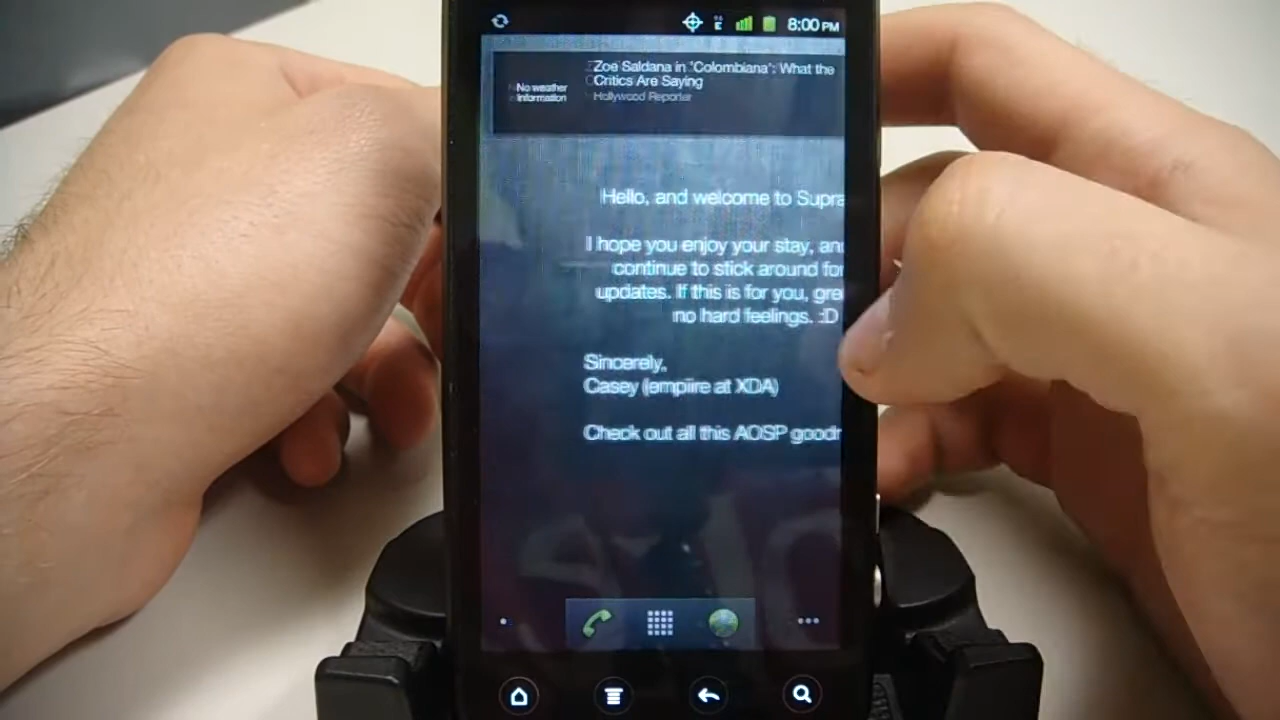 8:00 PM
Zoe Saldana in 'Colombiana': What the
Critics Are Saying
Hollywood Reporter
No weather
information
Hello, and welcome to Supra
I hope you enjoy your stay, and
continue to stick around for
updates. If this is for you, gre
no hard feelings. :D
Sincerely,
Casey (empiire at XDA)
Check out all this AOSP goodn